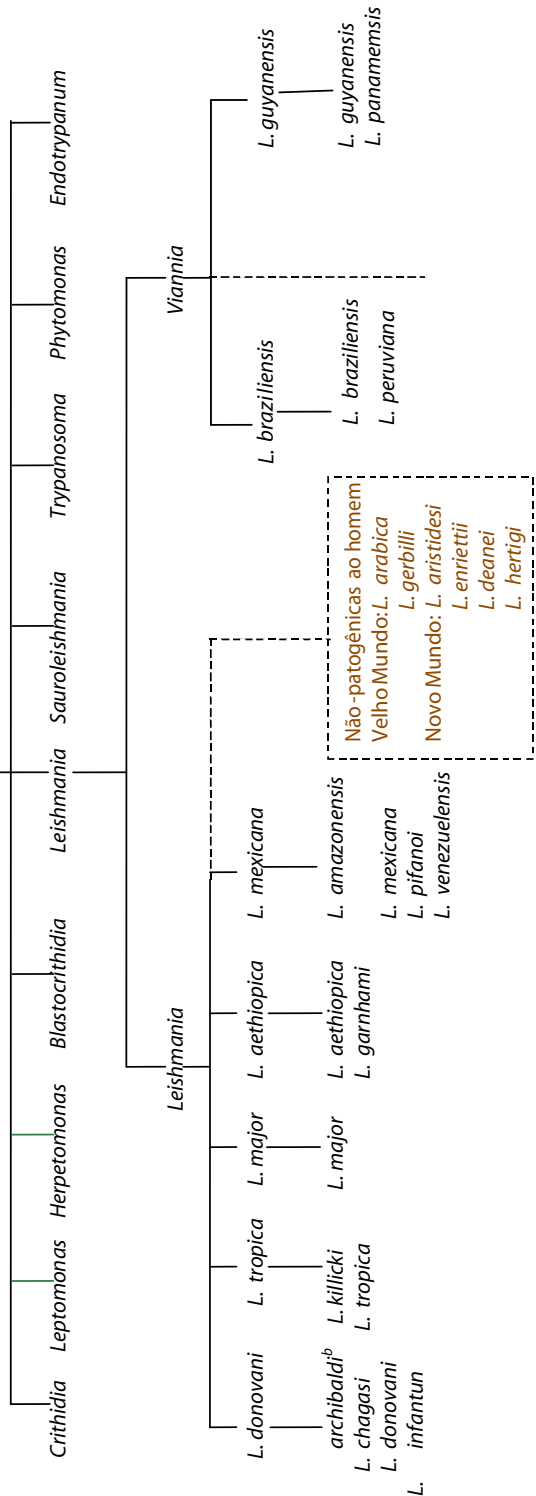 Crithidia Leptomonas Herpetomonas Blastocrithidia Leishmania Sauroleishmania Trypanosoma Phytomonas Endotrypanum
Leishmania Viannia
L. donovani L. tropica L. major L. aethiopica L. mexicana L. braziliensis L. guyanensis
archibaldiᵇ
L. chagasi
L. donovani
L. infantun
L. killicki
L. tropica
L. major
L. aethiopica
L. garnhami
L. amazonensis
L. mexicana
L. pifanoi
L. venezuelensis
Não-patogênicas ao homem
Velho Mundo: L. arabica
L. gerbilli
Novo Mundo: L. aristidesi
L. enriettii
L. deanei
L. hertigi
L. braziliensis
L. peruviana
L. guyanensis
L. panamemsis